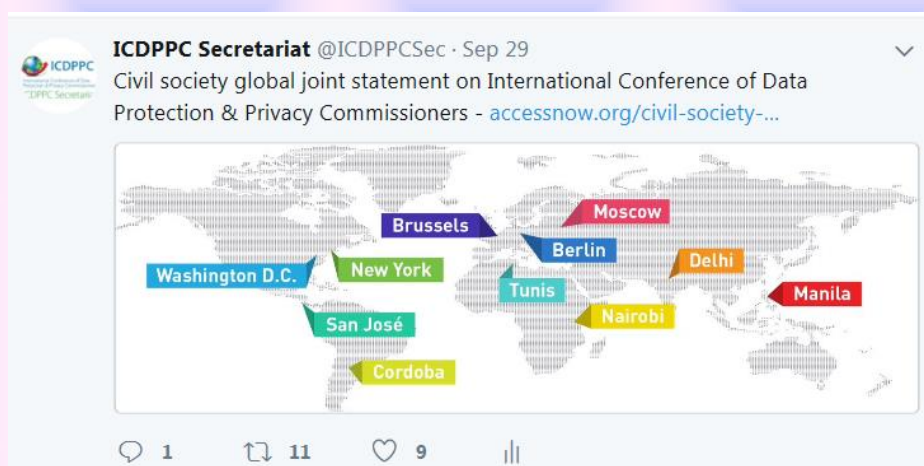 ICDPPC Secretariat @ICDPPCSec · Sep 29
Civil society global joint statement on International Conference of Data
Protection & Privacy Commissioners - accessnow.org/civil-society-...
ICDPPC
Moscow
Brussels
Berlin
Delhi
Washington D.C.
New York
Tunis
Manila
Nairobi
San José
Cordoba
1 11 9